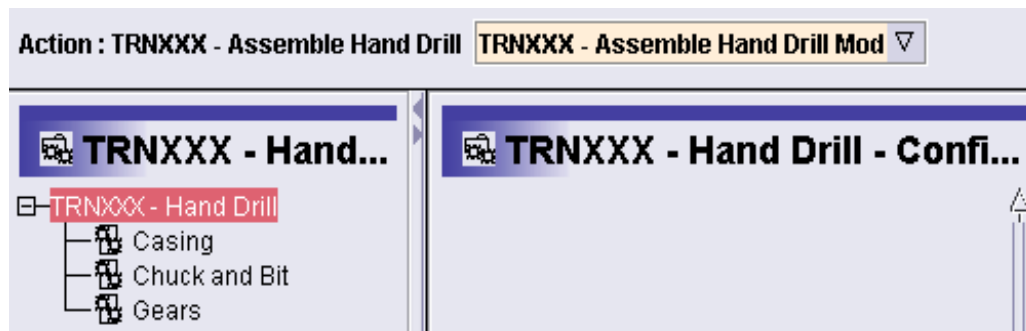 Action : TRNXXX - Assemble Hand Drill TRNXXX - Assemble Hand Drill Mod
TRNXXX - Hand...
TRNXXX - Hand Drill - Confi...
TRNXXX - Hand Drill
Casing
Chuck and Bit
Gears